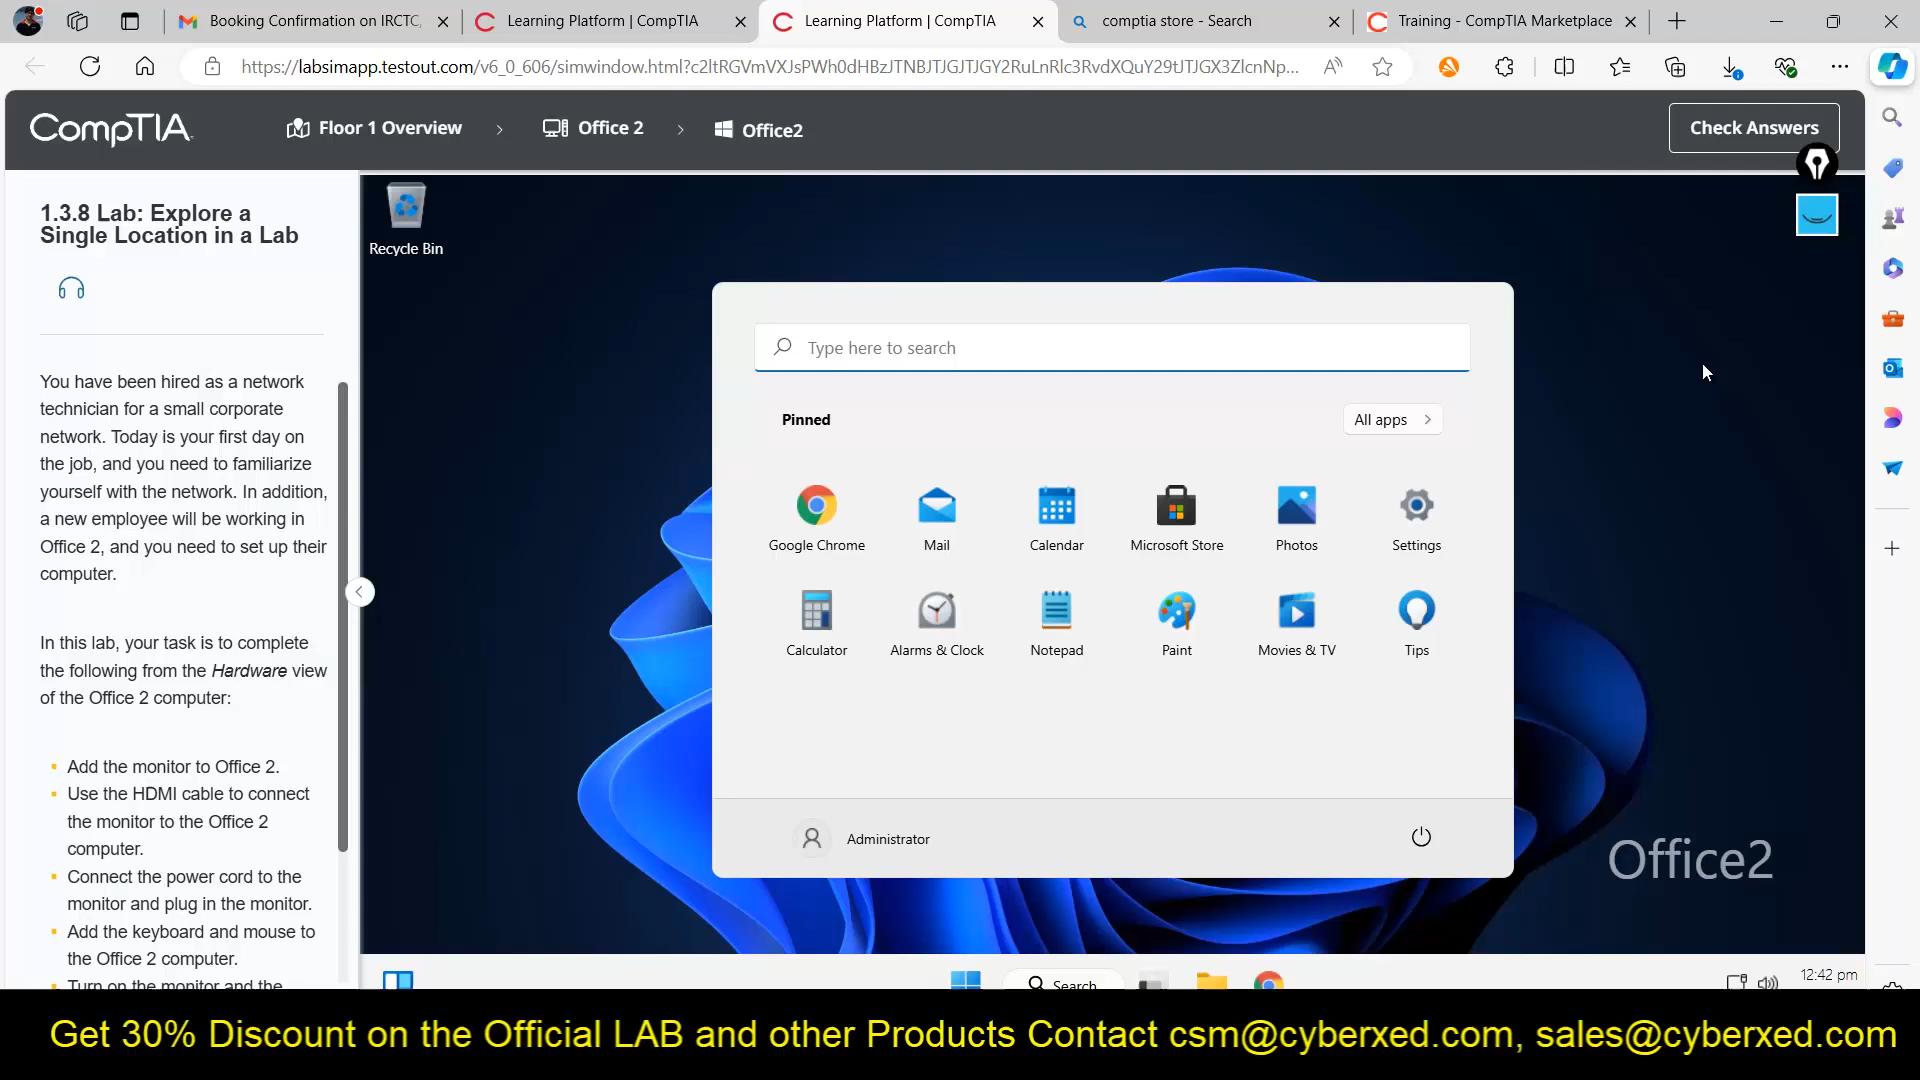 Booking Confirmation on IRCTC,
Learning Platform | CompTIA
Learning Platform | CompTIA
comptia store - Search
Training - CompTIA Marketplace
https://labsimapp.testout.com/v6_0_606/simwindow.html?c2ltRGVmVXJsPWh0dHBzJTNBJTJGJTJGY2RuLnRlc3RvdXQuY29tJTJGX3ZlcnNp...
CompTIA
Floor 1 Overview
Office 2
Office2
Check Answers
1.3.8 Lab: Explore a
Single Location in a Lab
You have been hired as a network
technician for a small corporate
network. Today is your first day on
the job, and you need to familiarize
yourself with the network. In addition,
a new employee will be working in
Office 2, and you need to set up their
computer.
In this lab, your task is to complete
the following from the Hardware view
of the Office 2 computer:
Add the monitor to Office 2.
Use the HDMI cable to connect
the monitor to the Office 2
computer.
Connect the power cord to the
monitor and plug in the monitor.
Add the keyboard and mouse to
the Office 2 computer.
Turn on the monitor and the
Recycle Bin
Type here to search
Pinned
All apps
Google Chrome
Mail
Calendar
Microsoft Store
Photos
Settings
Calculator
Alarms & Clock
Notepad
Paint
Movies & TV
Tips
Administrator
Office2
Search
12:42 pm
Get 30% Discount on the Official LAB and other Products Contact csm@cyberxed.com, sales@cyberxed.com